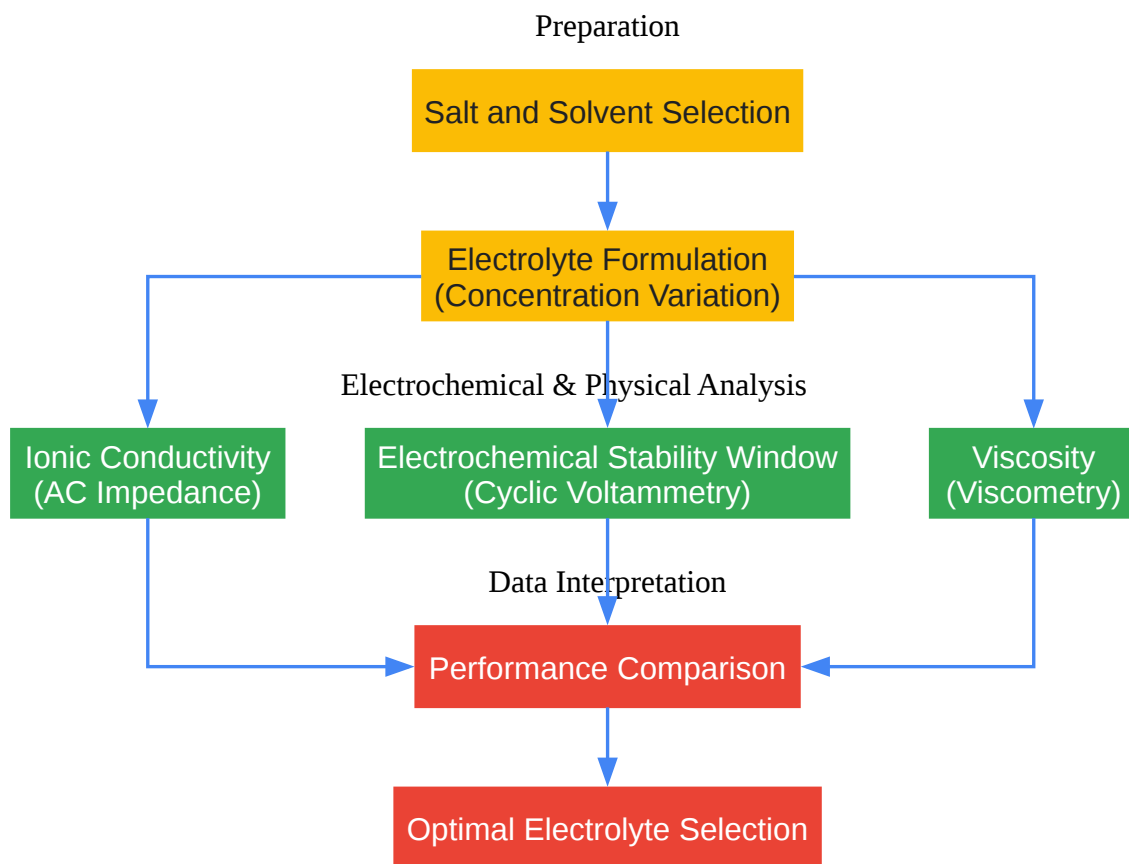 Preparation
Salt and Solvent Selection
Electrolyte Formulation
(Concentration Variation)
Electrochemical & Physical Analysis
Ionic Conductivity
(AC Impedance)
Electrochemical Stability Window
(Cyclic Voltammetry)
Viscosity
(Viscometry)
Data Interpretation
Performance Comparison
Optimal Electrolyte Selection